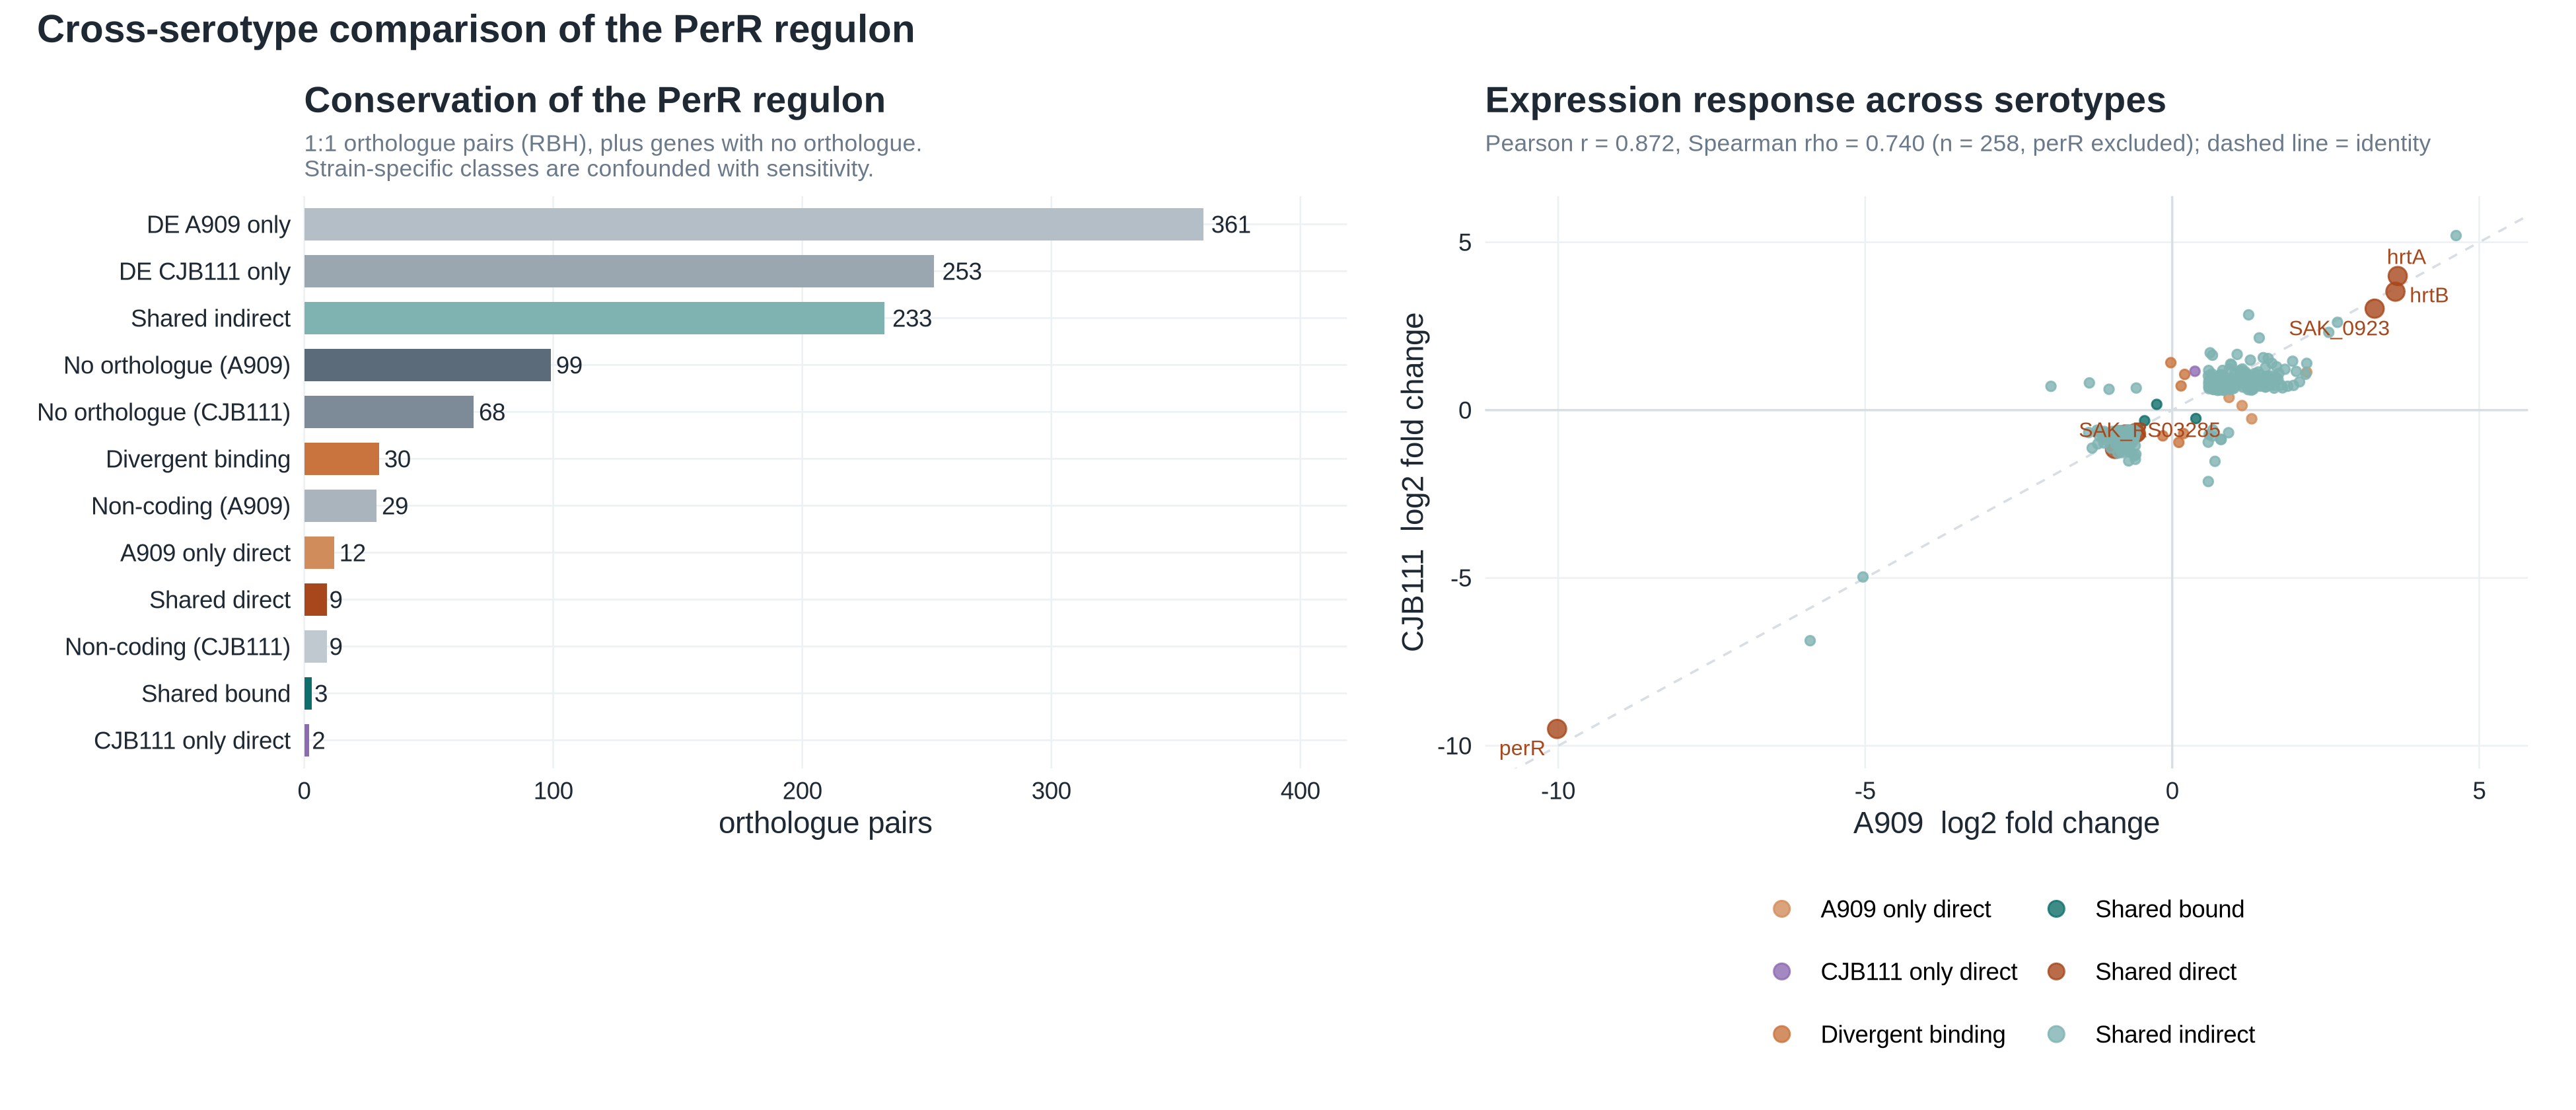 Cross-serotype comparison of the PerR regulon
Conservation of the PerR regulon
1:1 orthologue pairs (RBH), plus genes with no orthologue.
Strain-specific classes are confounded with sensitivity.
DE A909 only
361
DE CJB111 only
253
Shared indirect
233
No orthologue (A909)
99
No orthologue (CJB111)
68
Divergent binding
30
Non-coding (A909)
29
A909 only direct
12
Shared direct
9
Non-coding (CJB111)
9
Shared bound
3
CJB111 only direct
2
0
100
200
300
400
orthologue pairs
Expression response across serotypes
Pearson r = 0.872, Spearman rho = 0.740 (n = 258, perR excluded); dashed line = identity
CJB111  log2 fold change
5
0
-5
-10
hrtA
hrtB
SAK_0923
SAK_RS03285
perR
-10
-5
0
5
A909  log2 fold change
A909 only direct
Shared bound
CJB111 only direct
Shared direct
Divergent binding
Shared indirect